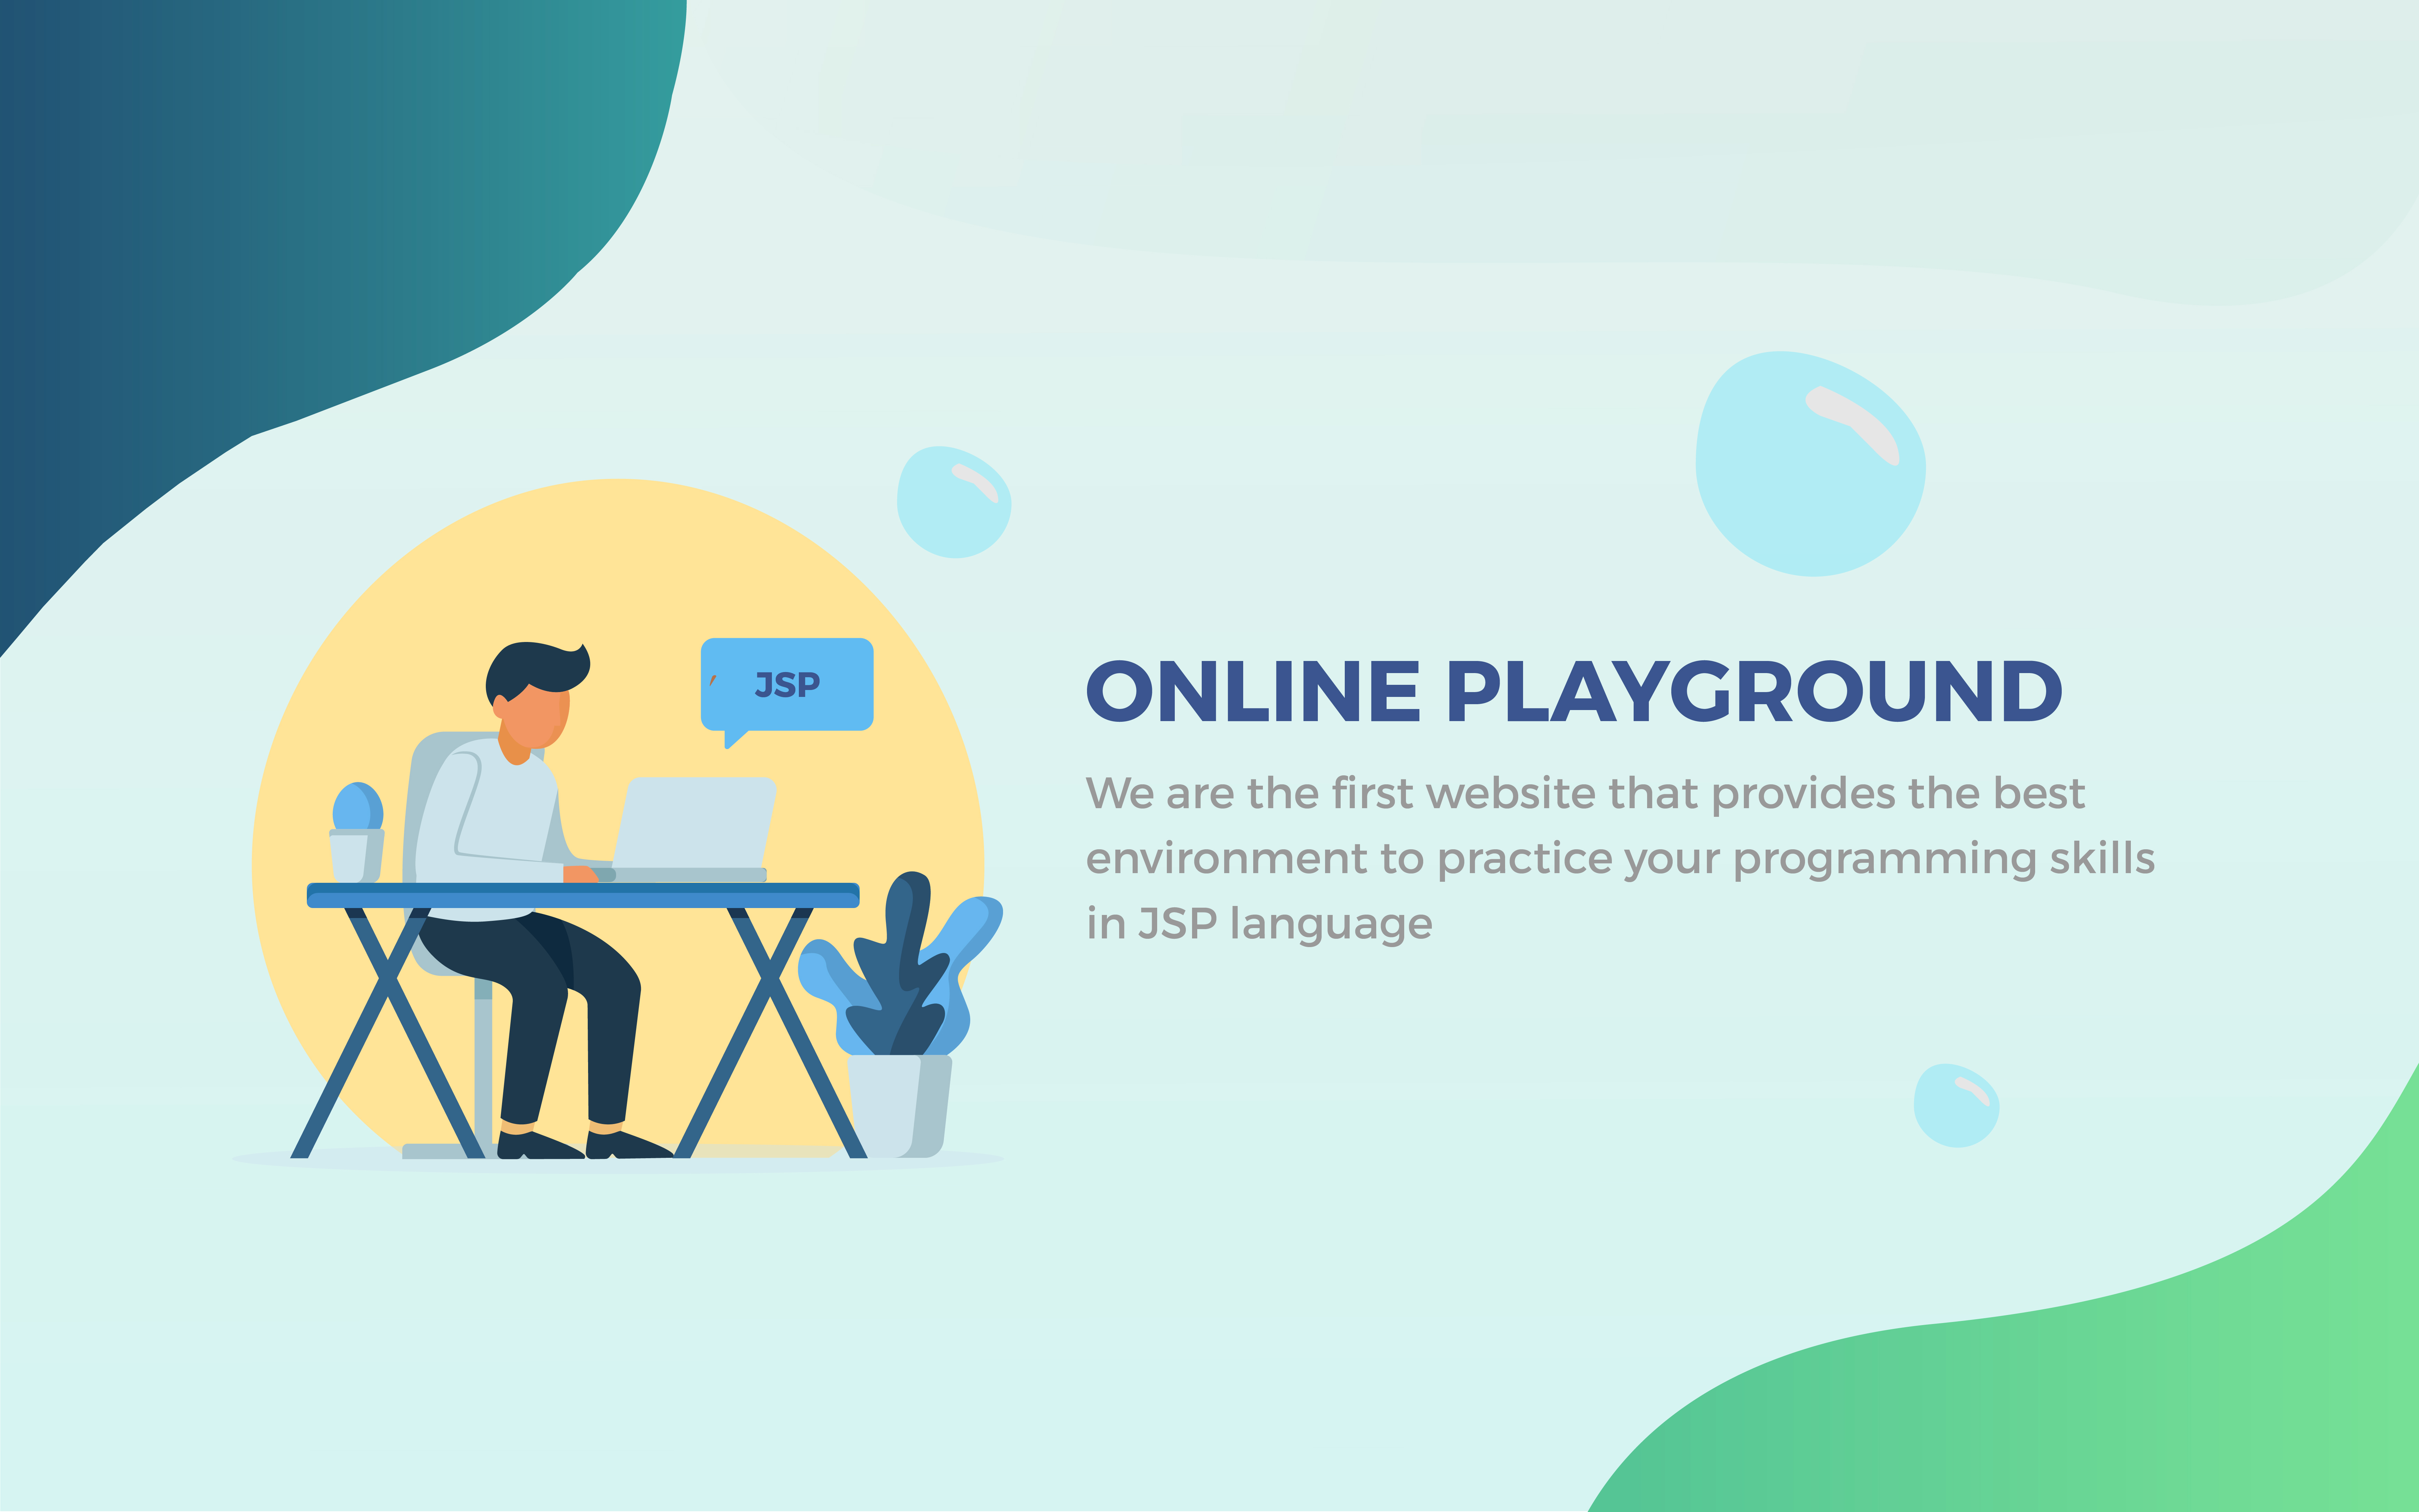 JSP
ONLINE PLAYGROUND
We are the first website that provides the best
environment to practice your programming skills
in JSP language